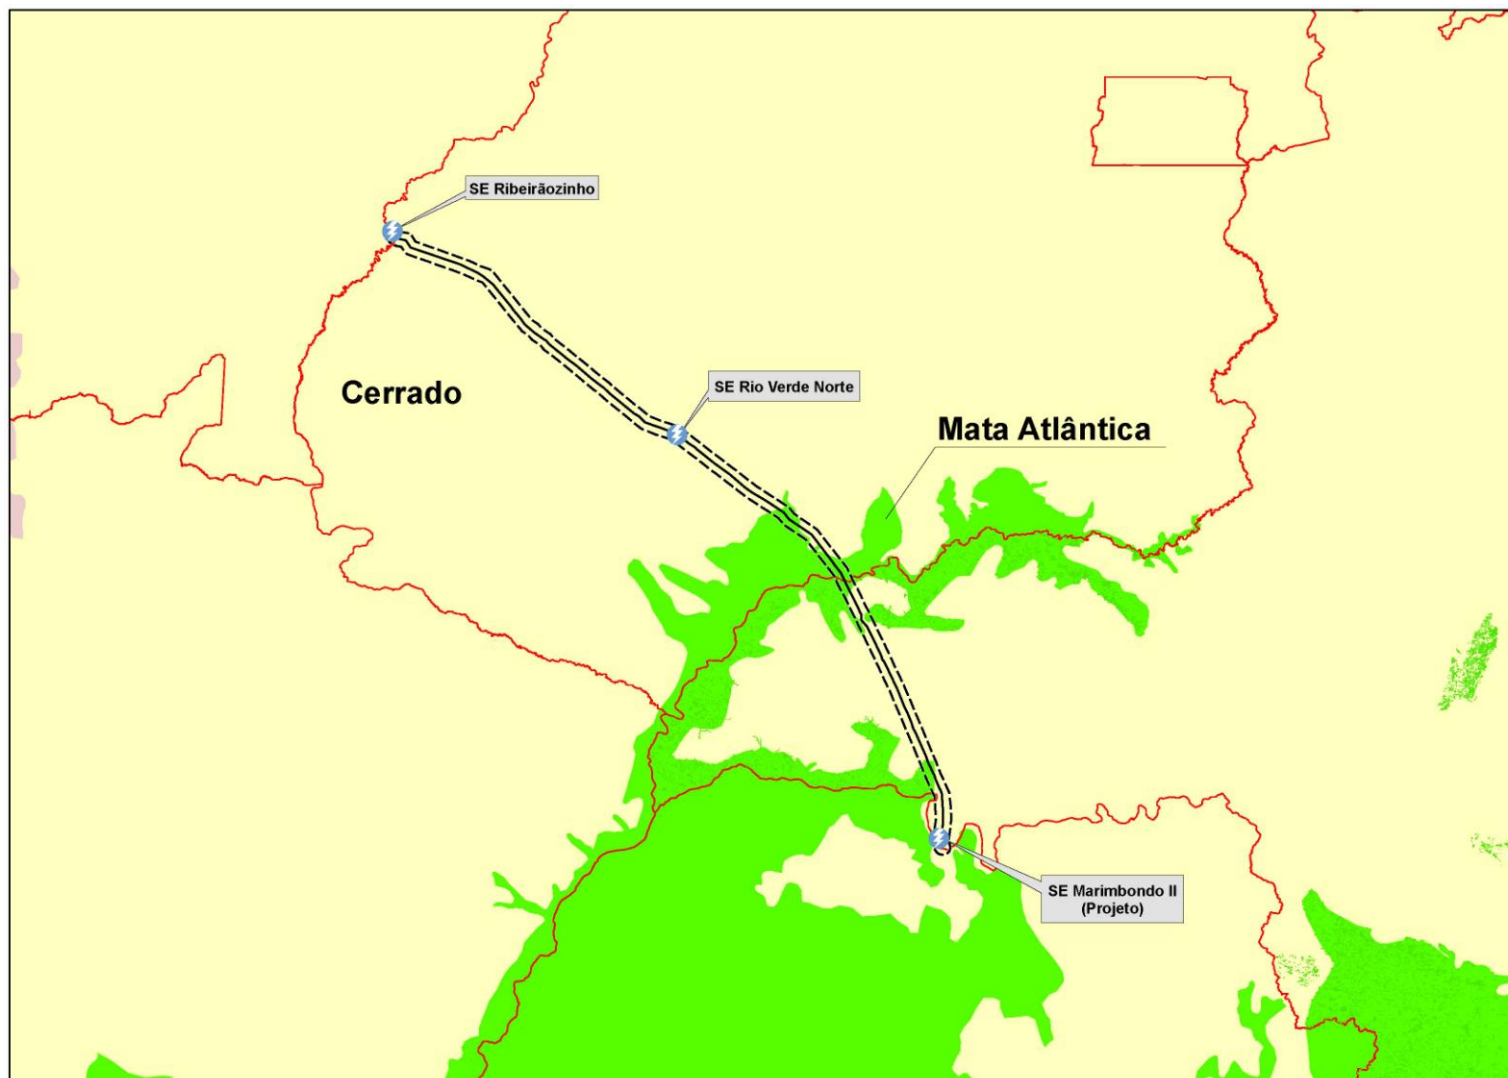 SE Ribeirãozinho
SE Rio Verde Norte
Cerrado
Mata Atlântica
SE Marimbondo II
(Projeto)